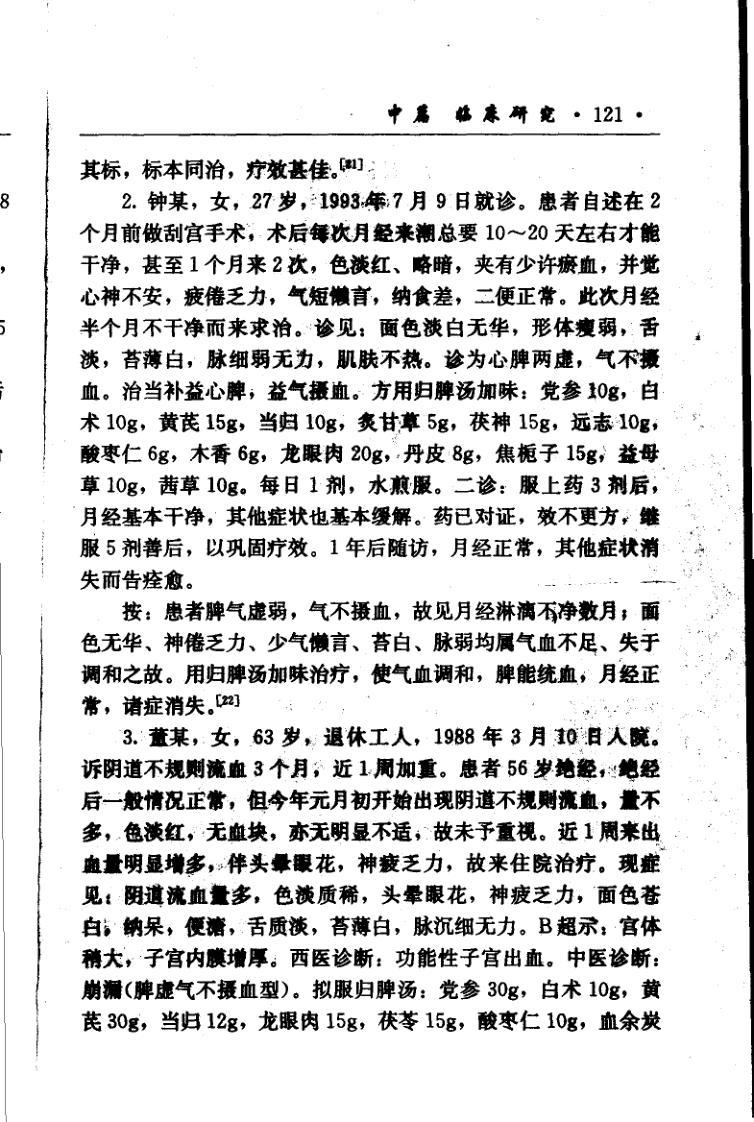 中篇 临床研究 · 121 ·
其标，标本同治，疗效甚佳。[21]
2. 钟某，女，27岁，1993年7月9日就诊。患者自述在2
个月前做刮宫手术，术后每次月经来潮总要10～20天左右才能
干净，甚至1个月来2次，色淡红、略暗，夹有少许瘀血，并觉
心神不安，疲倦乏力，气短懒言，纳食差，二便正常。此次月经
半个月不干净而来求治。诊见：面色淡白无华，形体瘦弱，舌
淡，苔薄白，脉细弱无力，肌肤不热。诊为心脾两虚，气不摄
血。治当补益心脾，益气摄血。方用归脾汤加味：党参10g，白
术10g，黄芪15g，当归10g，炙甘草5g，茯神15g，远志10g，
酸枣仁6g，木香6g，龙眼肉20g，丹皮8g，焦栀子15g，益母
草10g，茜草10g。每日1剂，水煎服。二诊：服上药3剂后，
月经基本干净，其他症状也基本缓解。药已对证，效不更方，继
服5剂善后，以巩固疗效。1年后随访，月经正常，其他症状消
失而告痊愈。
按：患者脾气虚弱，气不摄血，故见月经淋漓不净数月；面
色无华、神倦乏力、少气懒言、苔白、脉弱均属气血不足、失于
调和之故。用归脾汤加味治疗，使气血调和，脾能统血，月经正
常，诸症消失。[22]
3. 董某，女，63岁，退休工人，1988年3月10日入院。
诉阴道不规则流血3个月，近1周加重。患者56岁绝经，绝经
后一般情况正常，但今年元月初开始出现阴道不规则流血，量不
多，色淡红，无血块，亦无明显不适，故未予重视。近1周来出
血量明显增多，伴头晕眼花，神疲乏力，故来住院治疗。现症
见：阴道流血量多，色淡质稀，头晕眼花，神疲乏力，面色苍
白，纳呆，便溏，舌质淡，苔薄白，脉沉细无力。B超示：宫体
稍大，子宫内膜增厚。西医诊断：功能性子宫出血。中医诊断：
崩漏(脾虚气不摄血型)。拟服归脾汤：党参30g，白术10g，黄
芪30g，当归12g，龙眼肉15g，茯苓15g，酸枣仁10g，血余炭